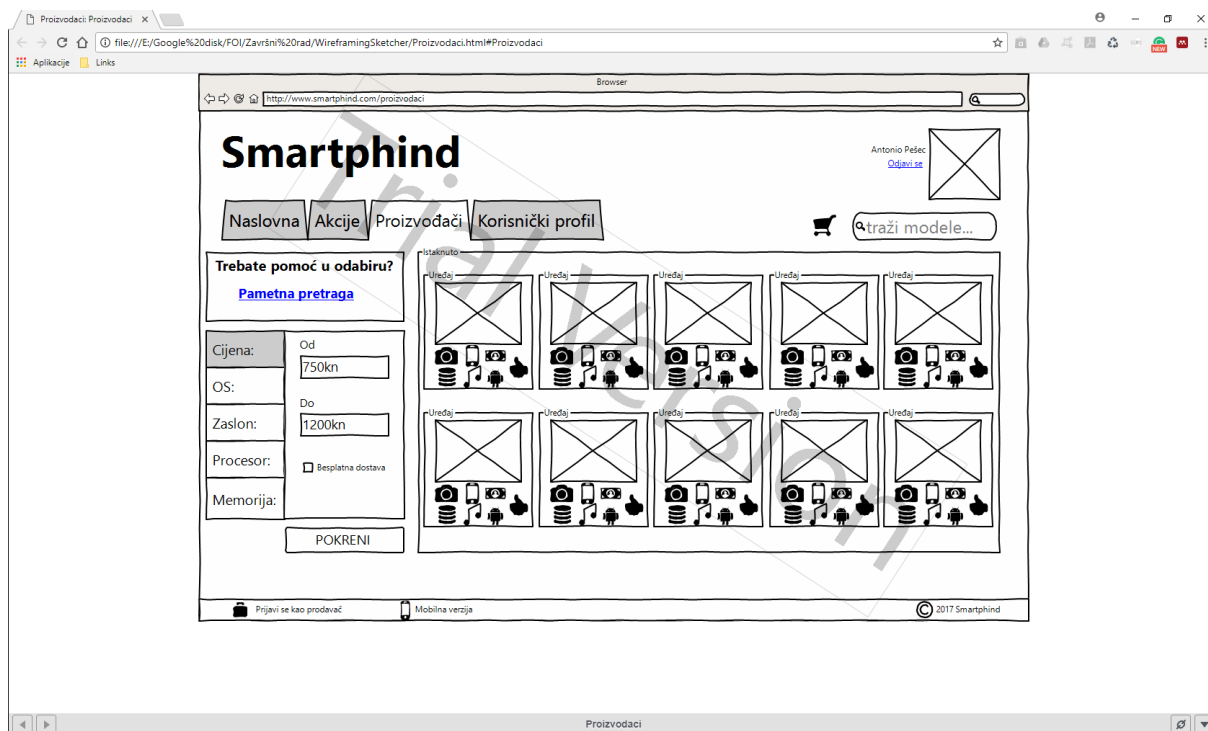 Proizvodaci: Proizvodaci
file:///E:/Google%20disk/FOI/Završni%20rad/WireframingSketcher/Proizvodaci.html#Proizvodaci
NEW
Aplikacije
Links
Browser
http://www.smartphind.com/proizvodaci
Smartphind
Antonio Pešec
Odjavi se
Naslovna
Akcije
Proizvođači
Korisnički profil
traži modele...
Trebate pomoć u odabiru?
Pametna pretraga
Cijena:
OS:
Zaslon:
Procesor:
Memorija:
Od
750kn
Do
1200kn
Besplatna dostava
POKRENI
Istaknuto
Uređaj
Uređaj
Uređaj
Uređaj
Uređaj
Uređaj
Uređaj
Uređaj
Uređaj
Uređaj
Trial Version
Prijavi se kao prodavač
Mobilna verzija
© 2017 Smartphind
Proizvodaci